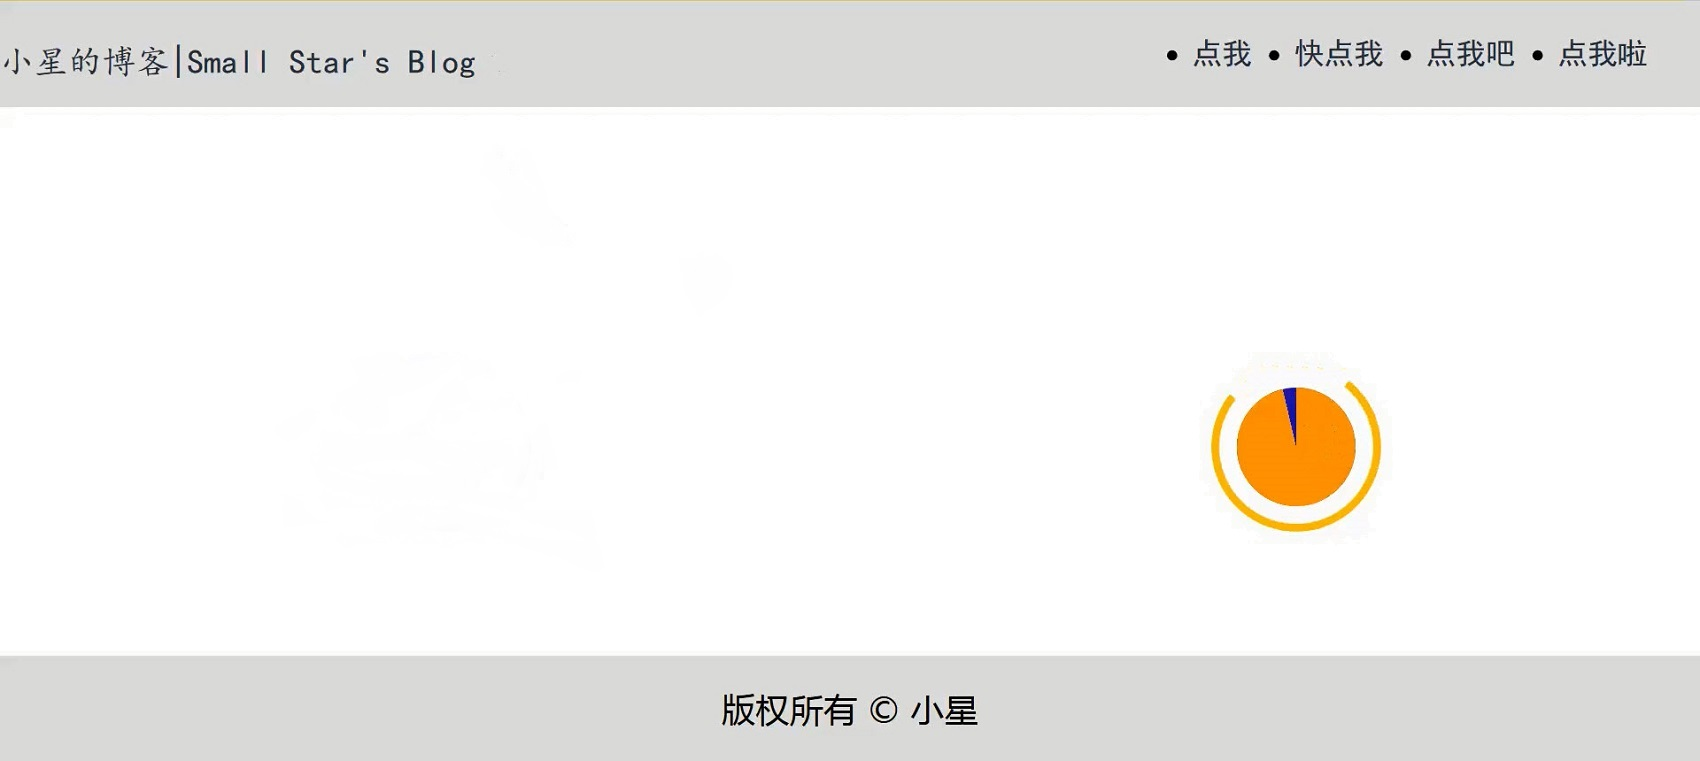 小星的博客|Small Star's Blog
• 点我 • 快点我 • 点我吧 • 点我啦
版权所有 © 小星